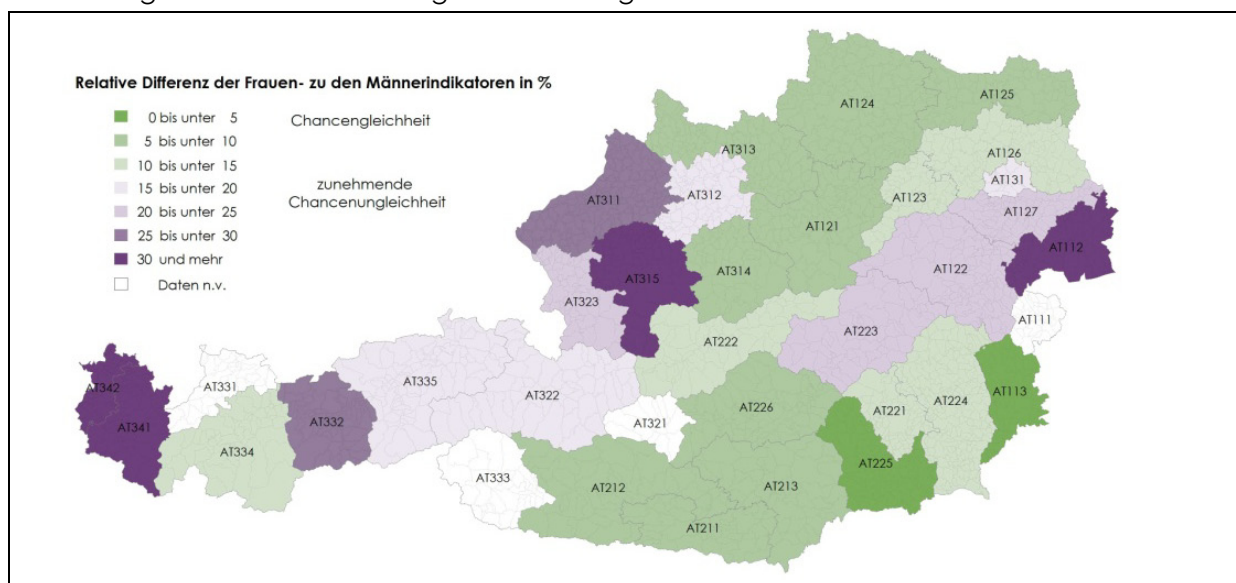 Relative Differenz der Frauen- zu den Männerindikatoren in %
0 bis unter 5 Chancengleichheit
5 bis unter 10
10 bis unter 15
15 bis unter 20 zunehmende
20 bis unter 25 Chancenungleichheit
25 bis unter 30
30 und mehr
Daten n.v.
AT124
AT125
AT313
AT126
AT131
AT312
AT311
AT123
AT127
AT121
AT112
AT315
AT314
AT122
AT323
AT111
AT223
AT222
AT335
AT342
AT331
AT322
AT113
AT226
AT221
AT224
AT332
AT321
AT341
AT334
AT225
AT333
AT212
AT213
AT211